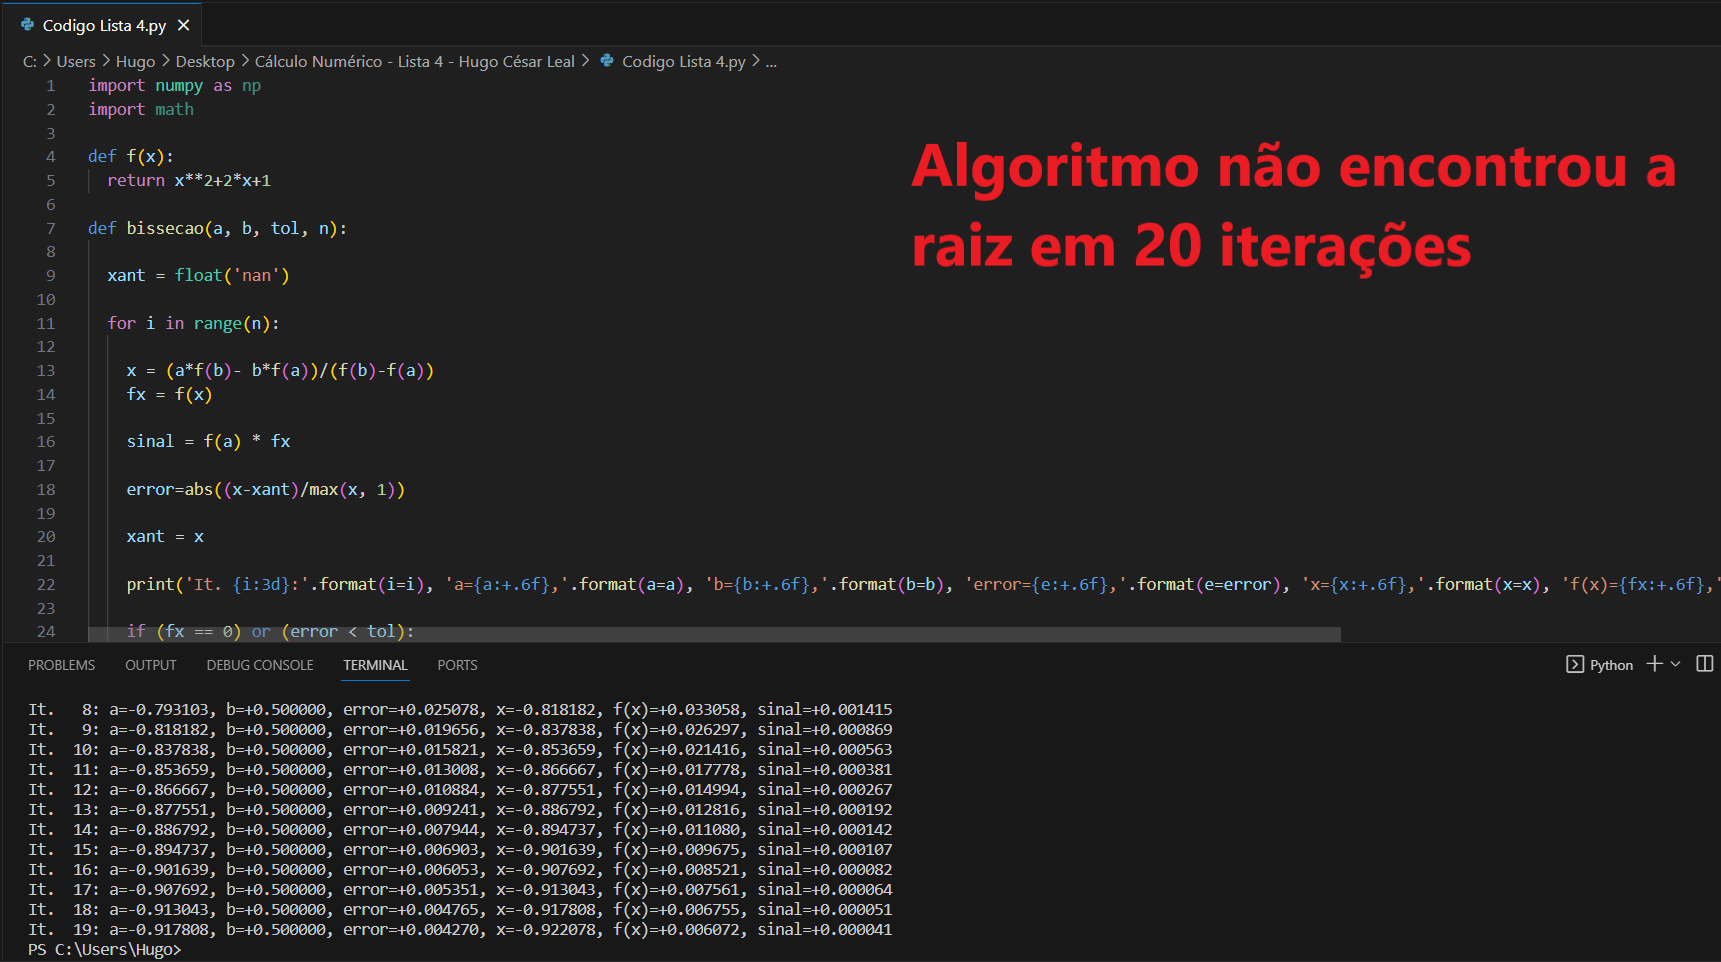 Codigo Lista 4.py ×
C: > Users > Hugo > Desktop > Cálculo Numérico - Lista 4 - Hugo César Leal > Codigo Lista 4.py > ...
1 import numpy as np
2 import math
3
4 def f(x):
5 return x**2+2*x+1
6
7 def bissecao(a, b, tol, n):
8
9 xant = float('nan')
10
11 for i in range(n):
12
13 x = (a*f(b)- b*f(a))/(f(b)-f(a))
14 fx = f(x)
15
16 sinal = f(a) * fx
17
18 error=abs((x-xant)/max(x, 1))
19
20 xant = x
21
22 print('It. {i:3d}:'.format(i=i), 'a={a:+.6f},'.format(a=a), 'b={b:+.6f},'.format(b=b), 'error={e:+.6f},'.format(e=error), 'x={x:+.6f},'.format(x=x), 'f(x)={fx:+.6f},'
23
24 if (fx == 0) or (error < tol):
Algoritmo não encontrou a
raiz em 20 iterações
PROBLEMS OUTPUT DEBUG CONSOLE TERMINAL PORTS
Python
It. 8: a=-0.793103, b=+0.500000, error=+0.025078, x=-0.818182, f(x)=+0.033058, sinal=+0.001415
It. 9: a=-0.818182, b=+0.500000, error=+0.019656, x=-0.837838, f(x)=+0.026297, sinal=+0.000869
It. 10: a=-0.837838, b=+0.500000, error=+0.015821, x=-0.853659, f(x)=+0.021416, sinal=+0.000563
It. 11: a=-0.853659, b=+0.500000, error=+0.013008, x=-0.866667, f(x)=+0.017778, sinal=+0.000381
It. 12: a=-0.866667, b=+0.500000, error=+0.010884, x=-0.877551, f(x)=+0.014994, sinal=+0.000267
It. 13: a=-0.877551, b=+0.500000, error=+0.009241, x=-0.886792, f(x)=+0.012816, sinal=+0.000192
It. 14: a=-0.886792, b=+0.500000, error=+0.007944, x=-0.894737, f(x)=+0.011080, sinal=+0.000142
It. 15: a=-0.894737, b=+0.500000, error=+0.006903, x=-0.901639, f(x)=+0.009675, sinal=+0.000107
It. 16: a=-0.901639, b=+0.500000, error=+0.006053, x=-0.907692, f(x)=+0.008521, sinal=+0.000082
It. 17: a=-0.907692, b=+0.500000, error=+0.005351, x=-0.913043, f(x)=+0.007561, sinal=+0.000064
It. 18: a=-0.913043, b=+0.500000, error=+0.004765, x=-0.917808, f(x)=+0.006755, sinal=+0.000051
It. 19: a=-0.917808, b=+0.500000, error=+0.004270, x=-0.922078, f(x)=+0.006072, sinal=+0.000041
PS C:\Users\Hugo>